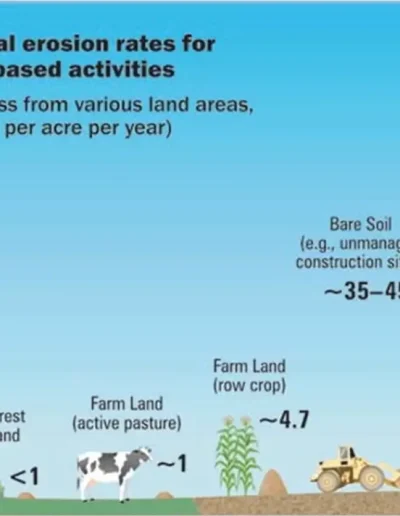 al erosion rates for
based activities
ss from various land areas,
per acre per year)
Bare Soil
(e.g., unmanag
construction si
~35–45
Farm Land
(row crop)
~4.7
Farm Land
(active pasture)
~1
rest
and
<1